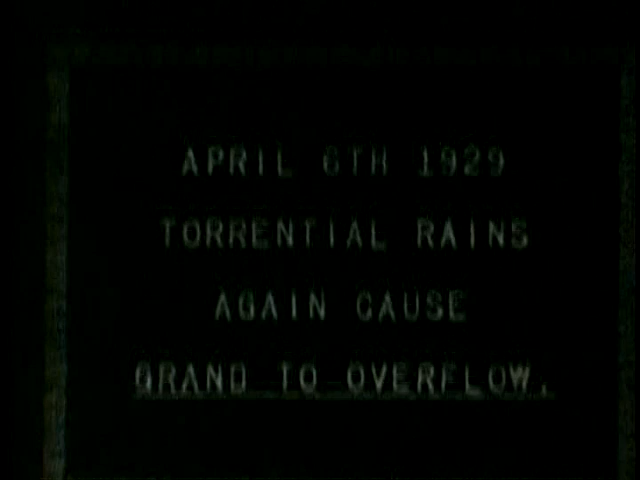 APRIL 6TH 1929
TORRENTIAL RAINS
AGAIN CAUSE
GRAND TO OVERFLOW.